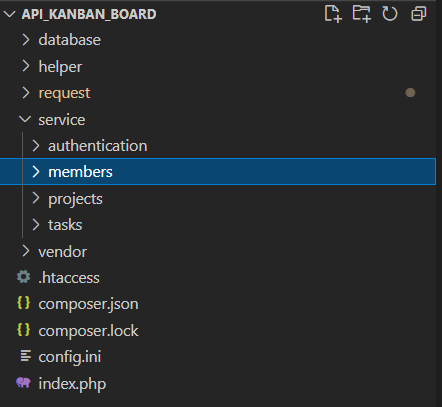 API_KANBAN_BOARD
database
helper
request
service
authentication
members
projects
tasks
vendor
.htaccess
composer.json
composer.lock
config.ini
index.php